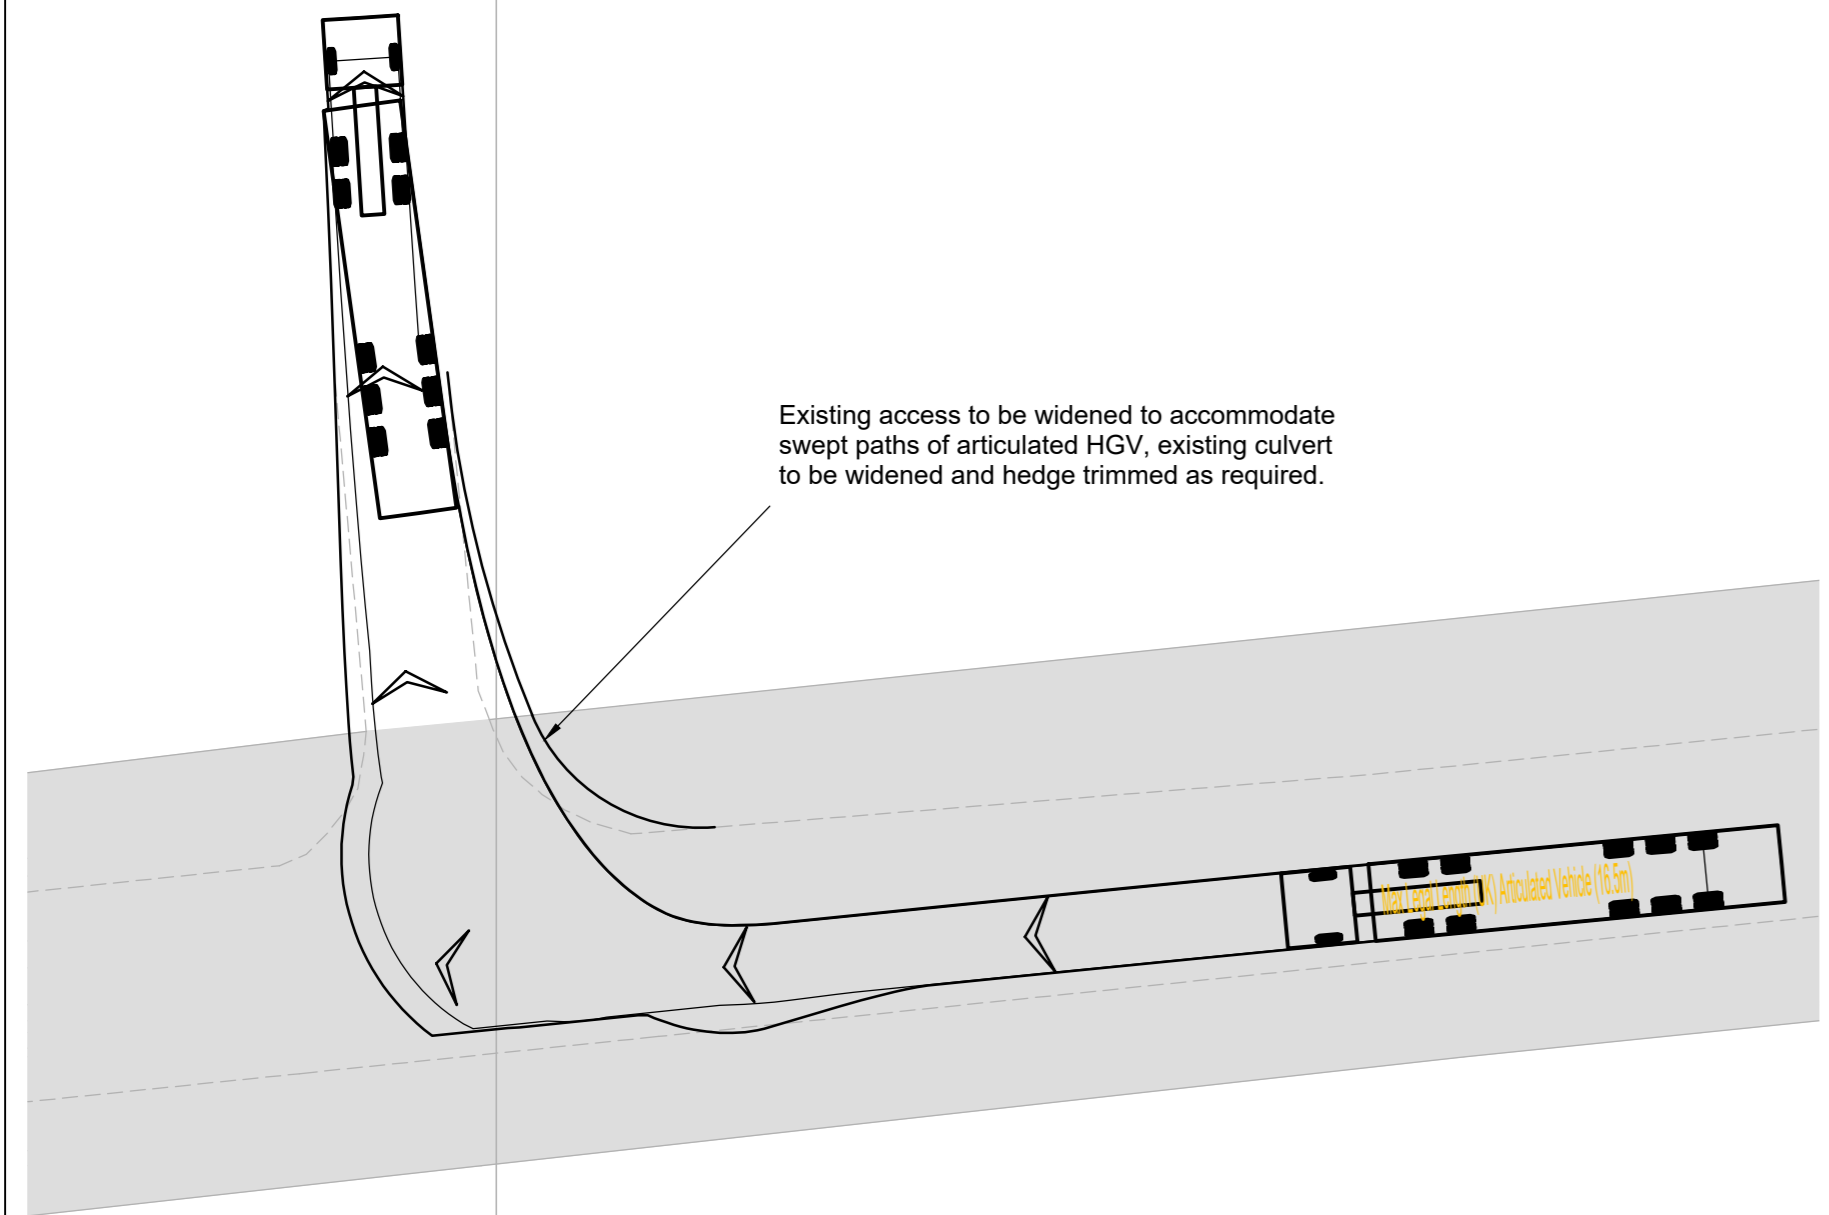 Existing access to be widened to accommodate
swept paths of articulated HGV, existing culvert
to be widened and hedge trimmed as required.
Max Legal Length (UK) Articulated Vehicle (16.5m)